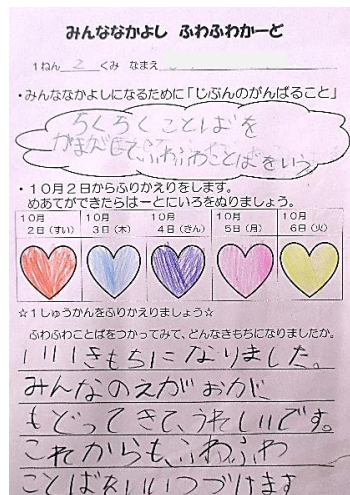 みんななかよし ふわふわかーど
1ねん 2 くみ なまえ
・みんななかよしになるために「じぶんのがんばること」
ちくちくことばを
ふわふわことばをいう
・10月2日からふりかえりをします。
めあてができたらはーとにいろをぬりましょう。
10月 10月 10月 10月 10月
2日(すい) 3日(木) 4日(きん) 5日(月) 6日(火)
☆1しゅうかんをふりかえりましょう☆
ふわふわことばをつかってみて、どんなきもちになりましたか。
いいきもちになりました。
みんなのえがおがに
もどってきて、うれしいです。
これからも、ふわふわ
ことばをいいつづけます